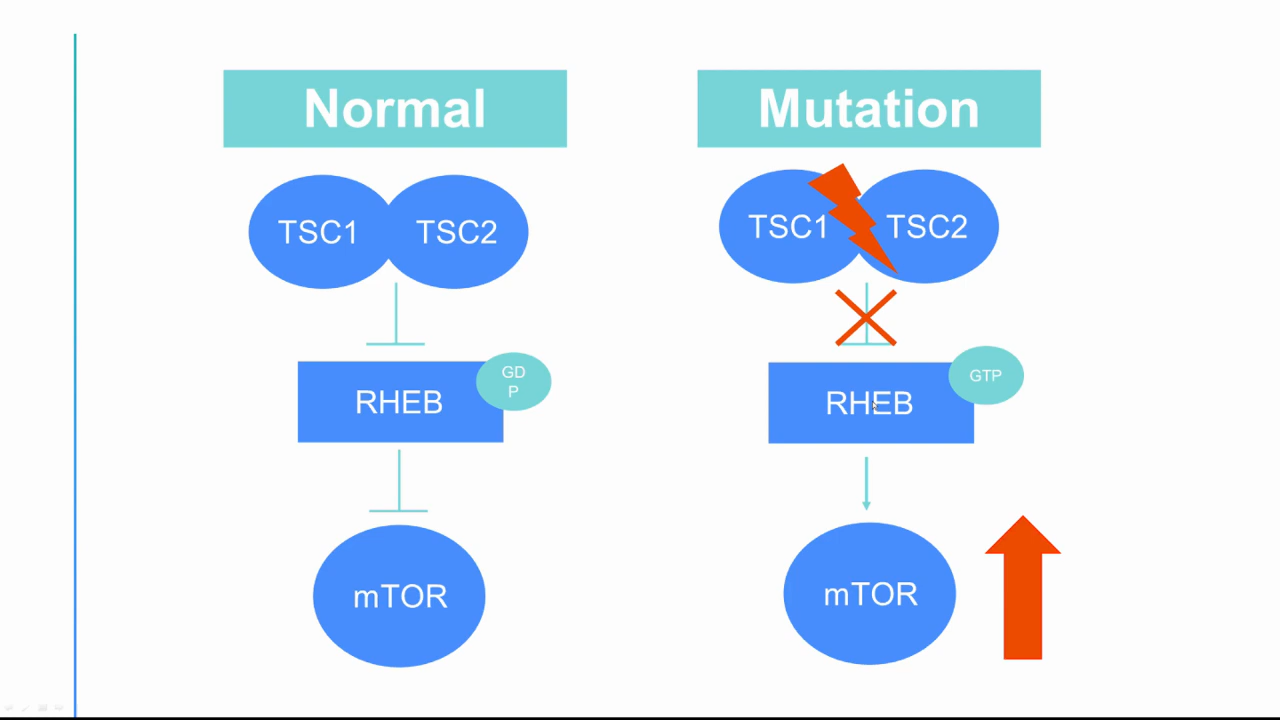 Normal
Mutation
TSC1
TSC2
TSC1
TSC2
RHEB
GD
P
RHEB
GTP
mTOR
mTOR